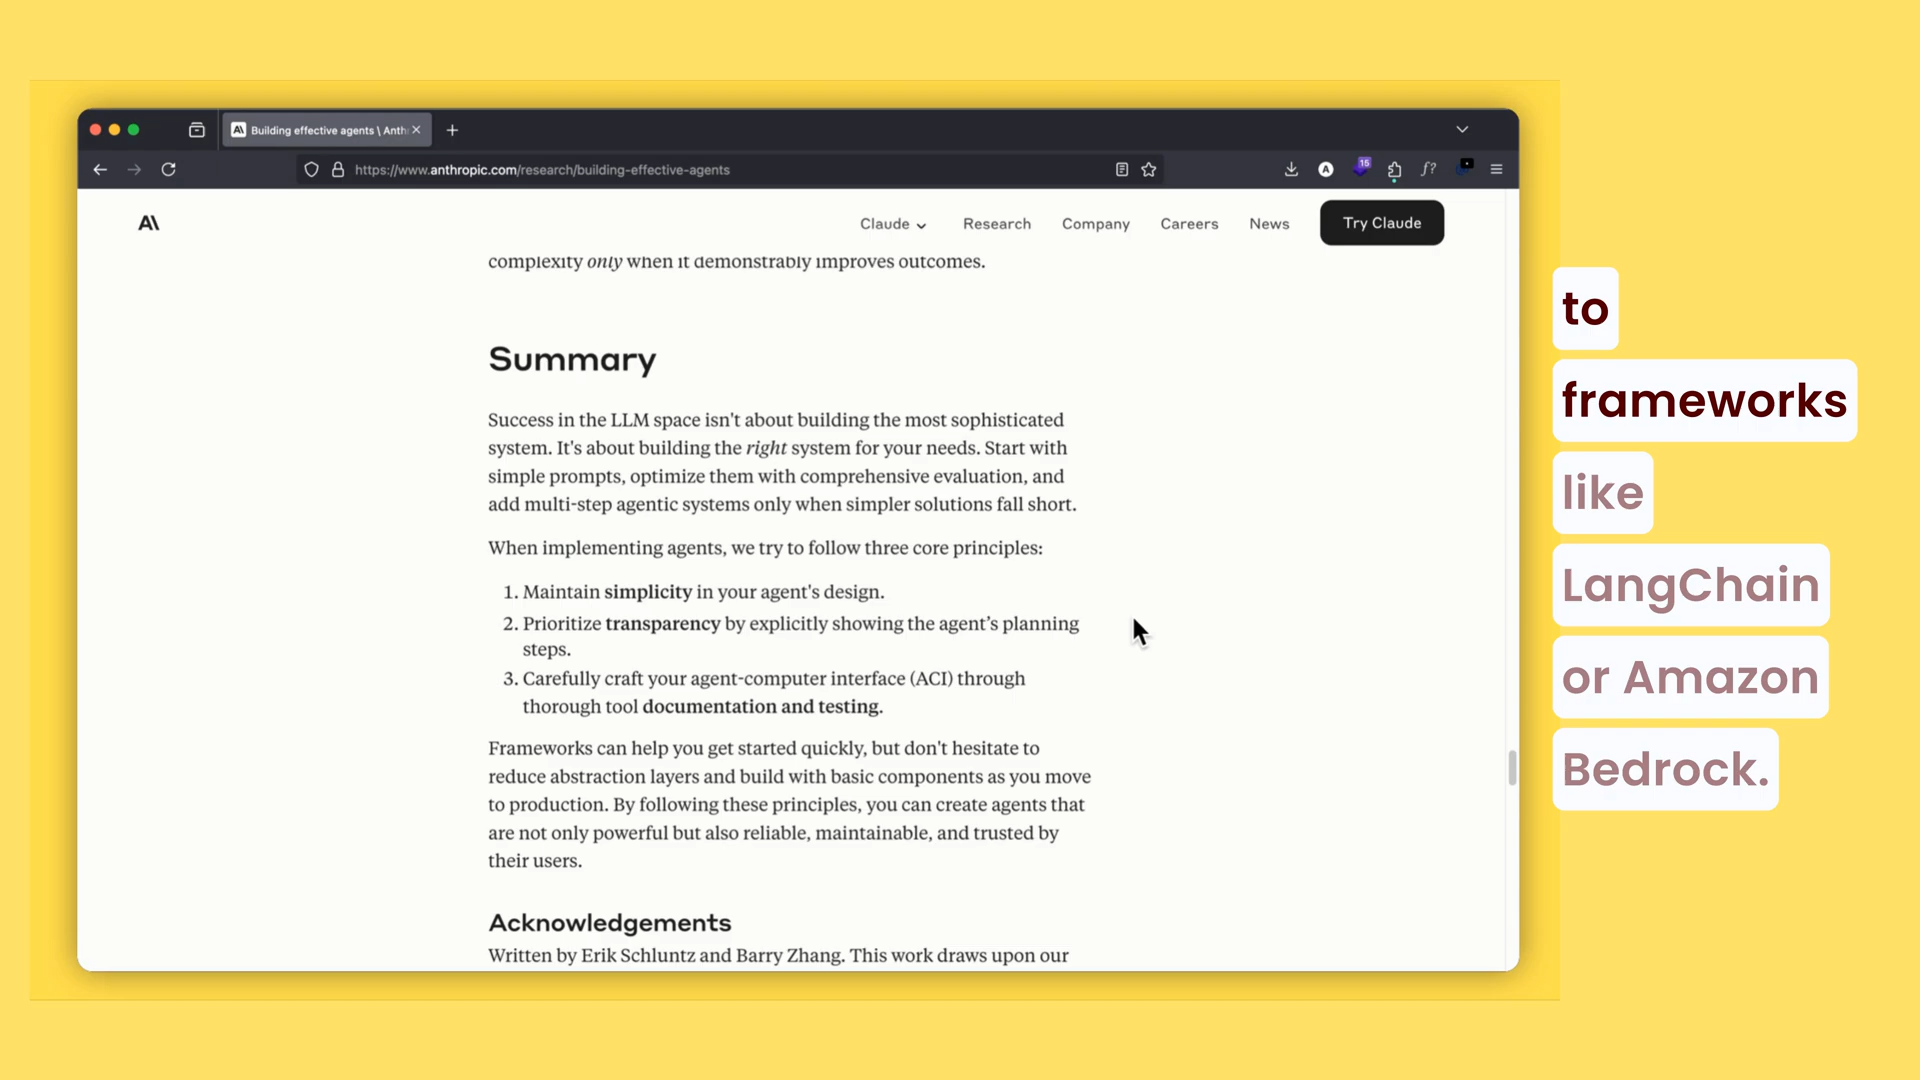 Building effective agents \ Anth
15
https://www.anthropic.com/research/building-effective-agents
f?
A\
Claude
Research
Company
Careers
News
Try Claude
complexity only when it demonstrably improves outcomes.
Summary
Success in the LLM space isn't about building the most sophisticated
system. It's about building the right system for your needs. Start with
simple prompts, optimize them with comprehensive evaluation, and
add multi-step agentic systems only when simpler solutions fall short.
When implementing agents, we try to follow three core principles:
1. Maintain simplicity in your agent's design.
2. Prioritize transparency by explicitly showing the agent’s planning
steps.
3. Carefully craft your agent-computer interface (ACI) through
thorough tool documentation and testing.
Frameworks can help you get started quickly, but don't hesitate to
reduce abstraction layers and build with basic components as you move
to production. By following these principles, you can create agents that
are not only powerful but also reliable, maintainable, and trusted by
their users.
Acknowledgements
Written by Erik Schluntz and Barry Zhang. This work draws upon our
to
frameworks
like
LangChain
or Amazon
Bedrock.